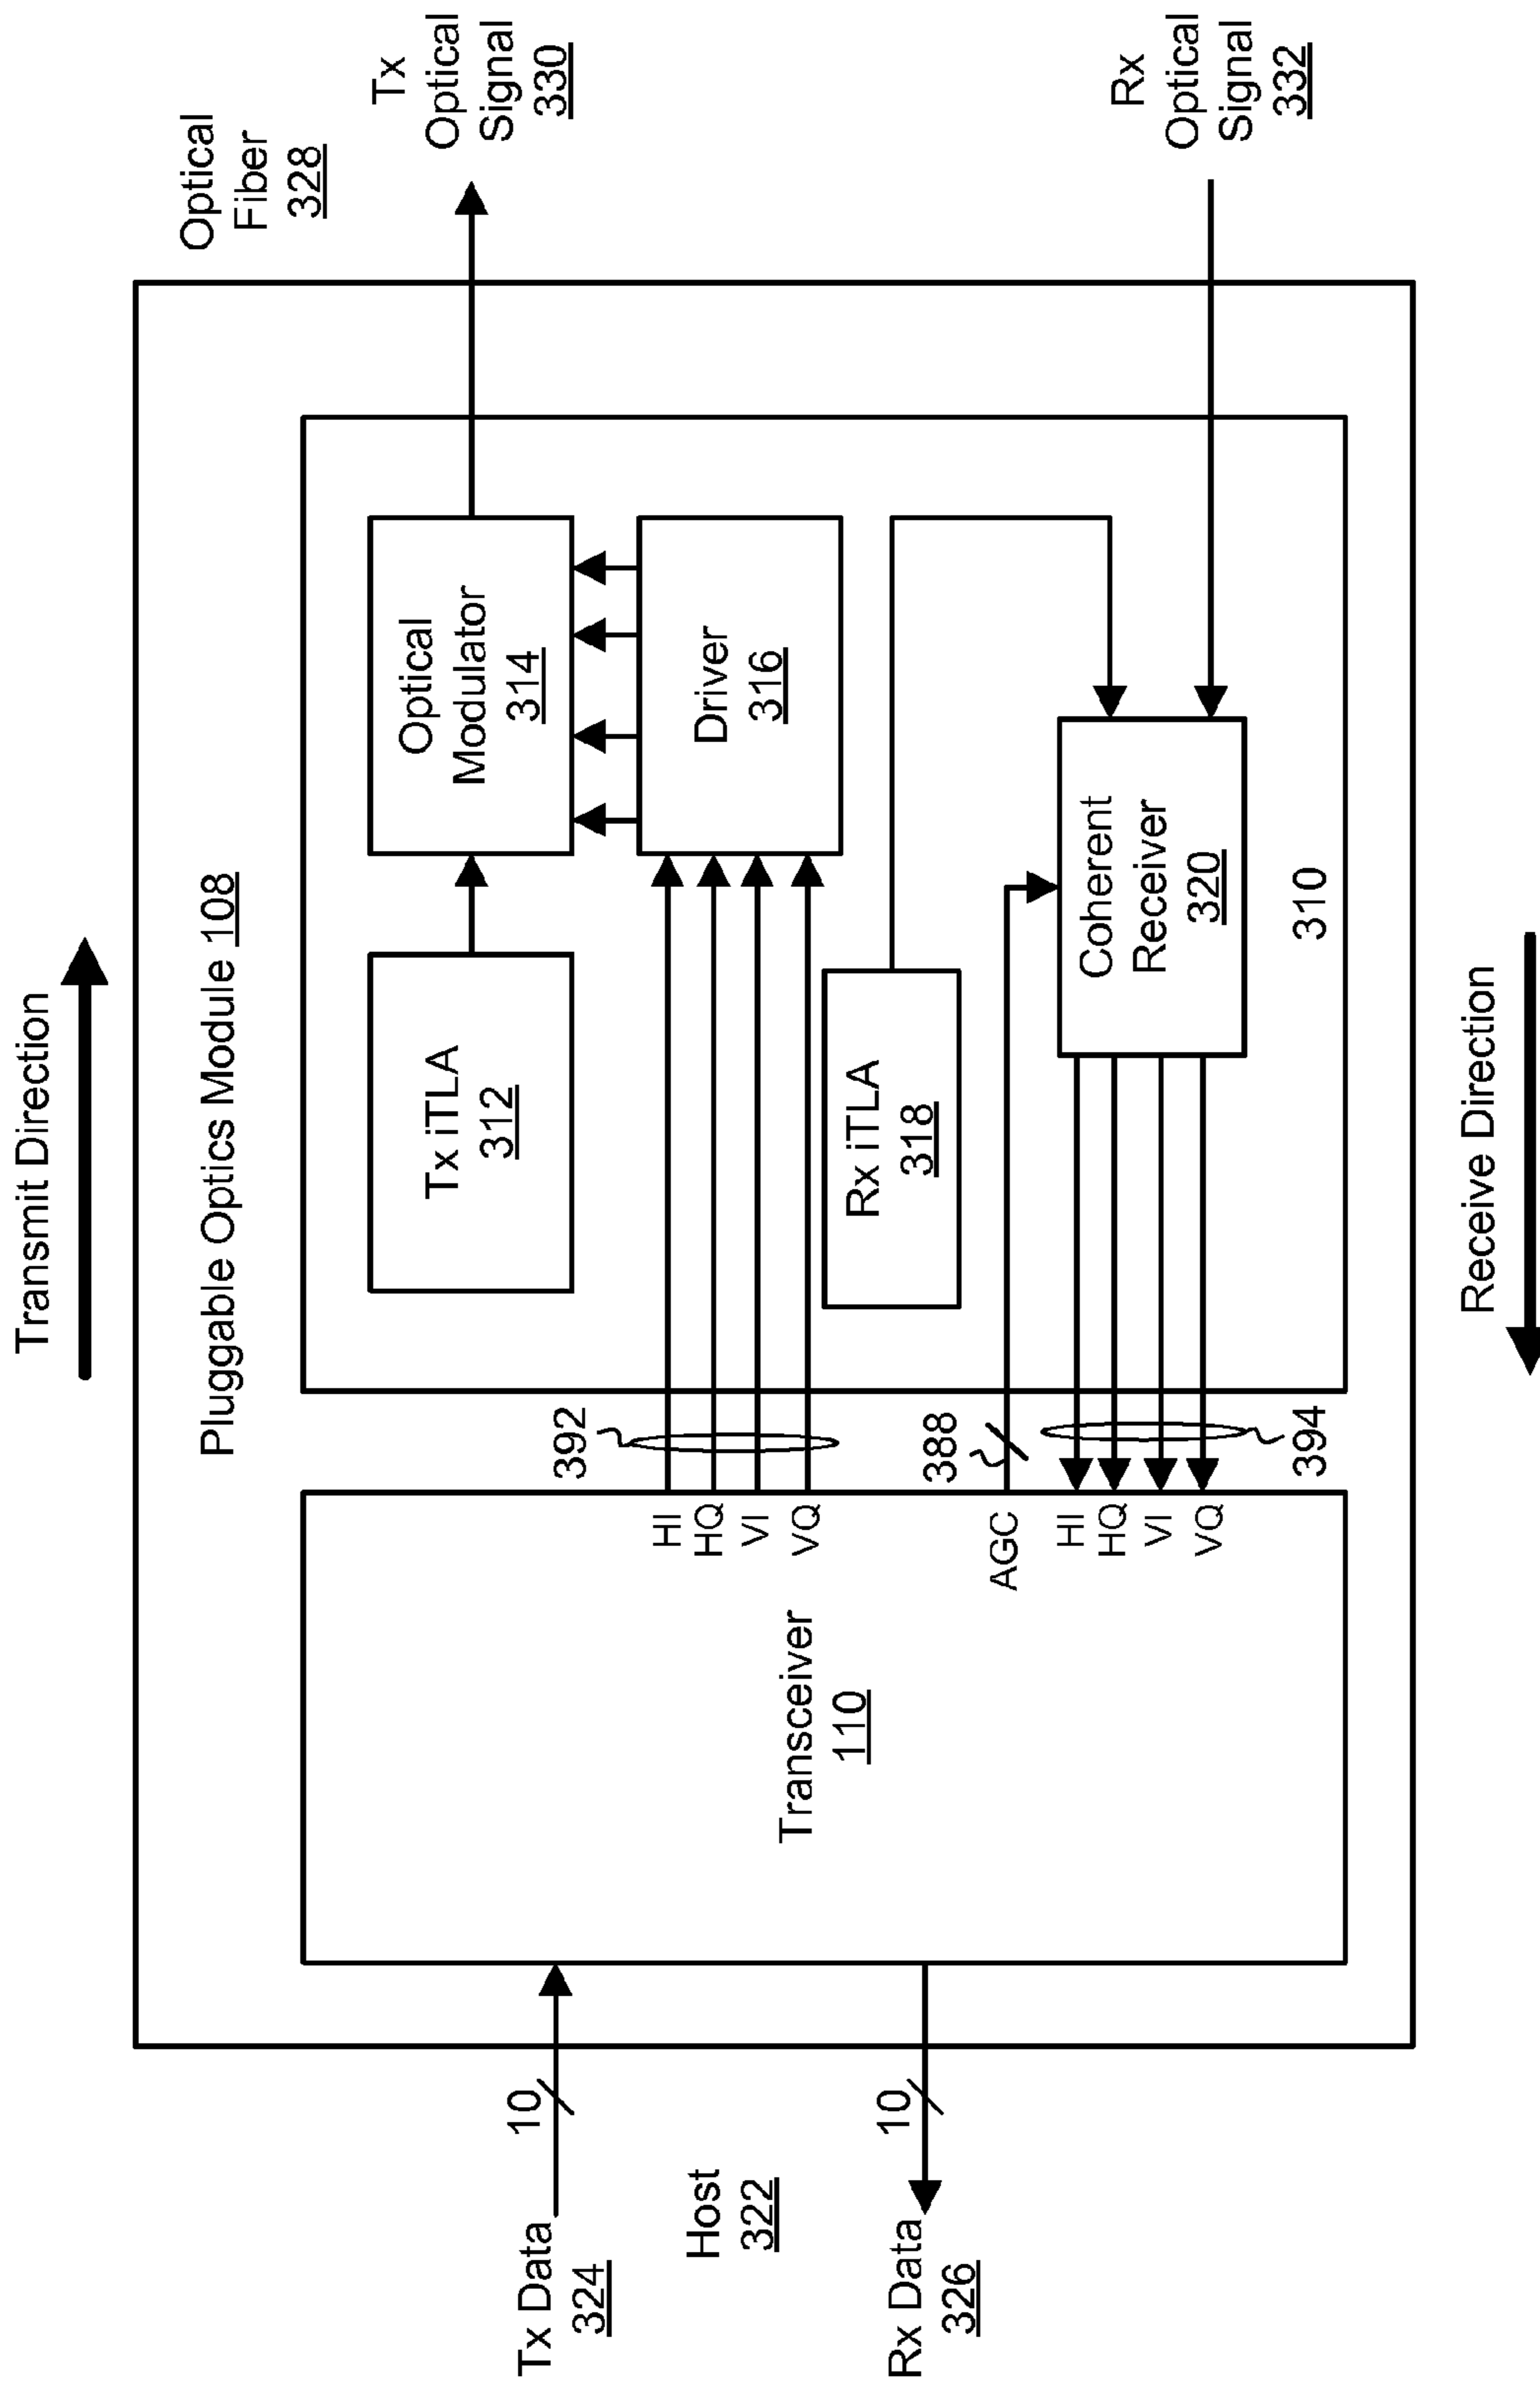 Transmit Direction
Pluggable Optics Module 108
Optical
Fiber
328
Tx
Optical
Signal
330
Tx iTLA
312
Optical
Modulator
314
Driver
316
Tx Data
324
10
Host
322
Rx Data
326
10
Transceiver
110
HI
HQ
VI
VQ
392
AGC
388
HI
HQ
VI
VQ
394
Rx iTLA
318
Coherent
Receiver
320
310
Rx
Optical
Signal
332
Receive Direction